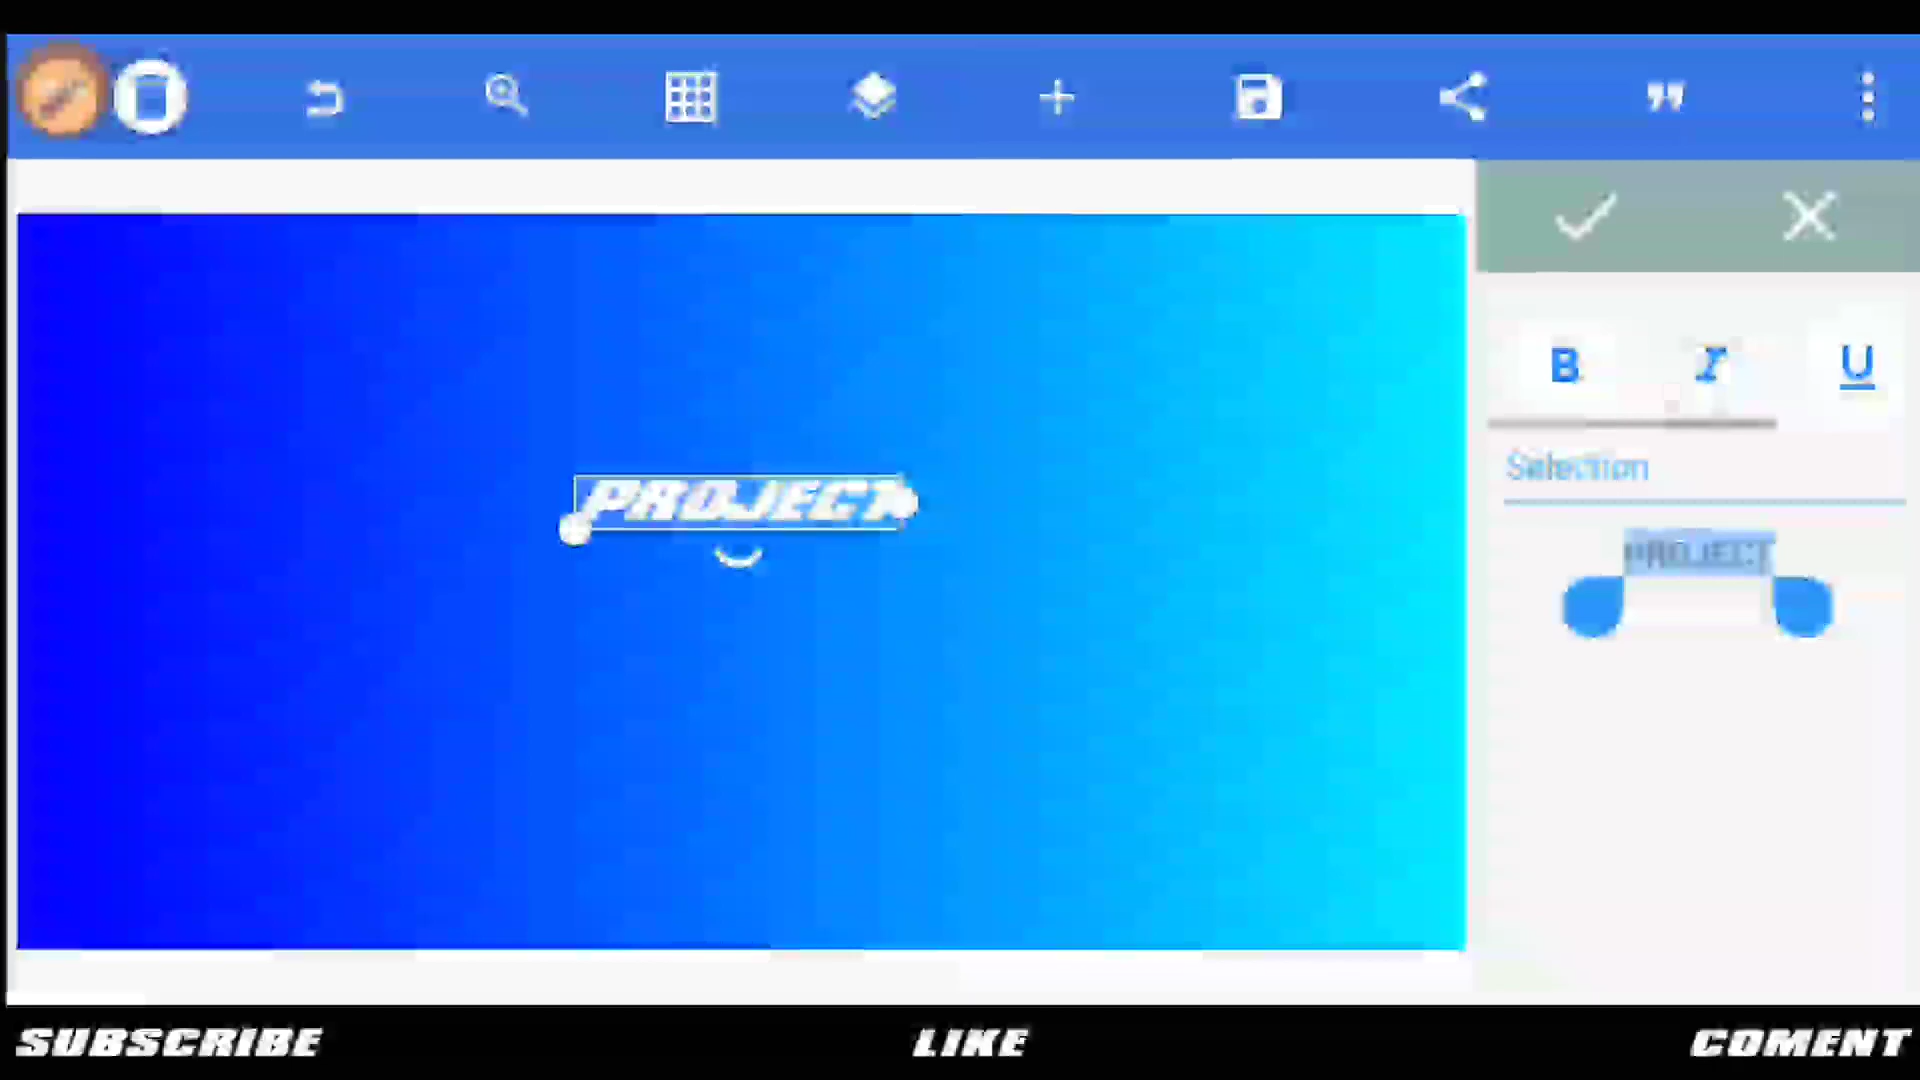 B I U
Selection
PROJECT
PROJECT
SUBSCRIBE LIKE COMENT